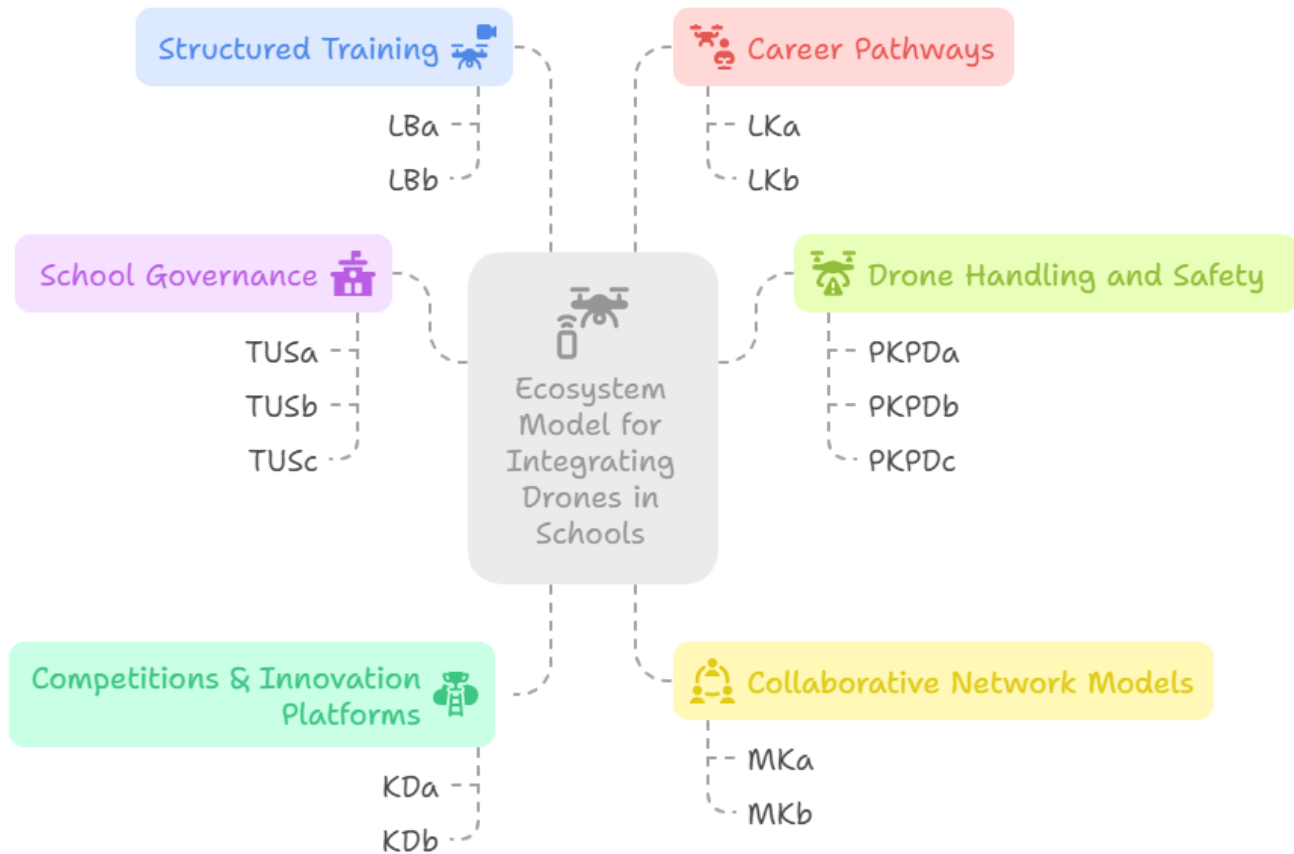 Structured Training
LBa
LBb
Career Pathways
LKa
LKb
School Governance
TUSa
TUSb
TUSc
Ecosystem
Model for
Integrating
Drones in
Schools
Drone Handling and Safety
PKPDa
PKPDb
PKPDc
Competitions & Innovation
Platforms
KDa
KDb
Collaborative Network Models
MKa
MKb